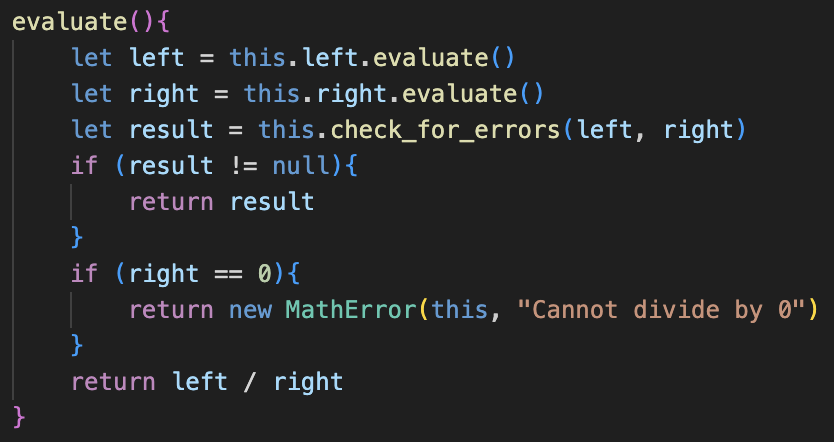 evaluate(){
    let left = this.left.evaluate()
    let right = this.right.evaluate()
    let result = this.check_for_errors(left, right)
    if (result != null){
        return result
    }
    if (right == 0){
        return new MathError(this, "Cannot divide by 0")
    }
    return left / right
}